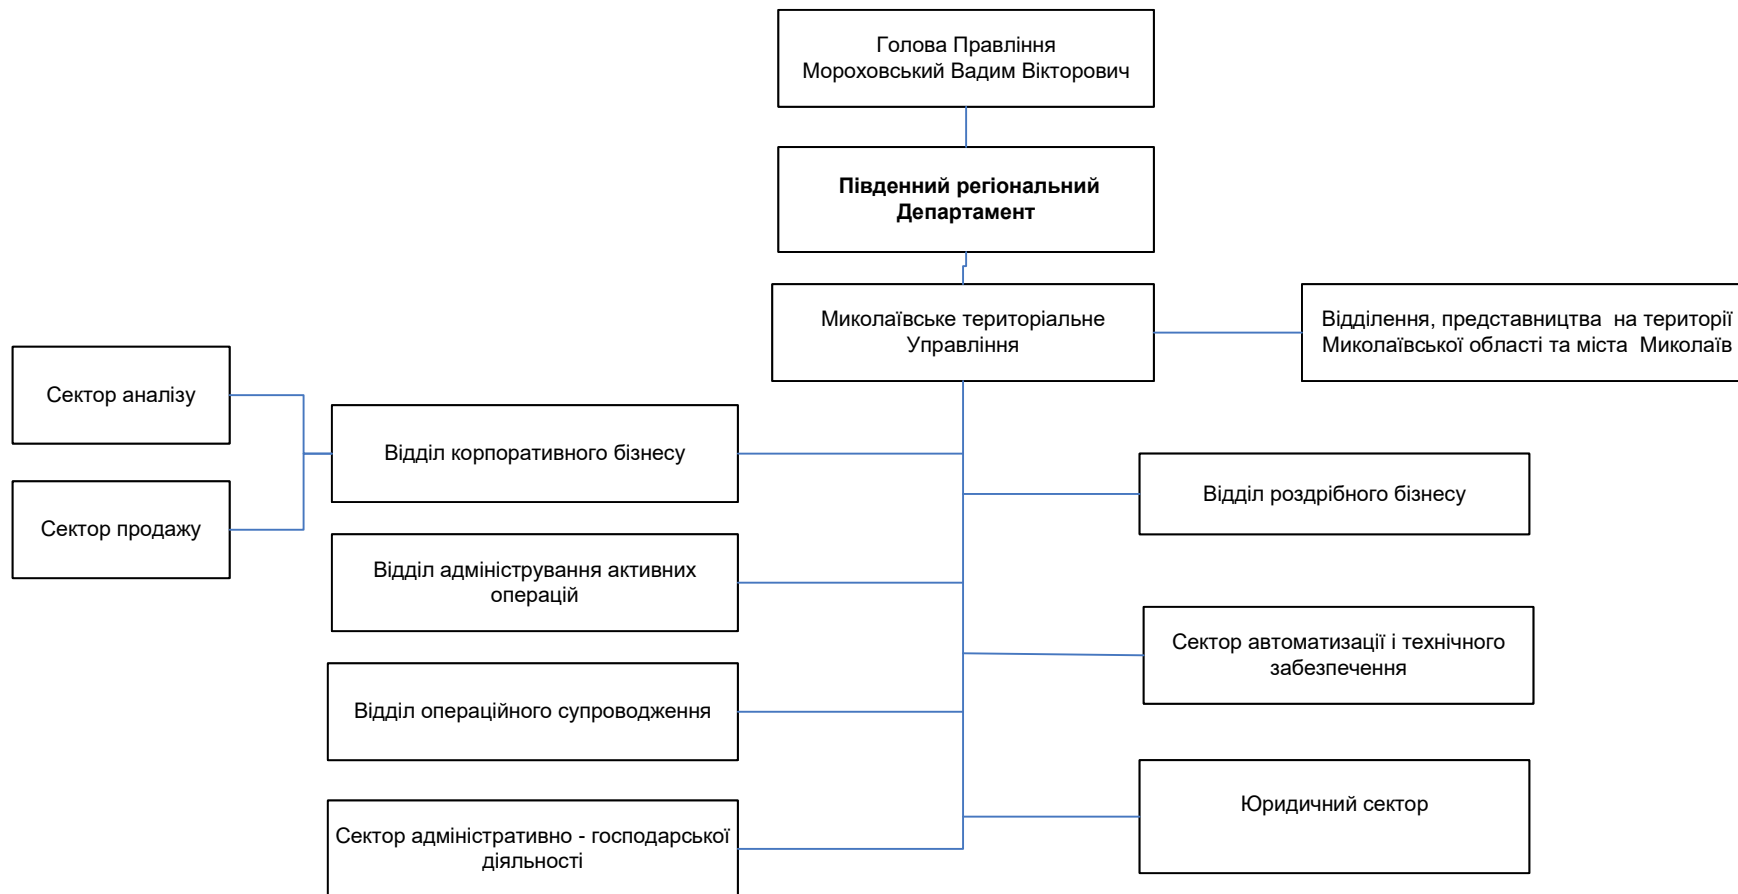 Голова Правління
Мороховський Вадим Вікторович
Південний регіональний
Департамент
Миколаївське територіальне
Управління
Відділення, представництва  на території
Миколаївської області та міста  Миколаїв
Сектор аналізу
Сектор продажу
Відділ корпоративного бізнесу
Відділ роздрібного бізнесу
Відділ адміністрування активних
операцій
Сектор автоматизації і технічного
забезпечення
Відділ операційного супроводження
Юридичний сектор
Сектор адміністративно - господарської
діяльності